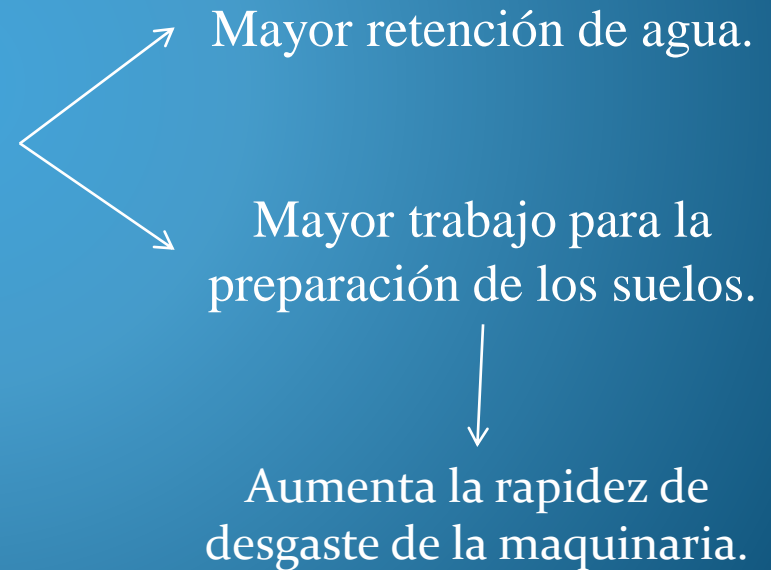 Mayor retención de agua.
Mayor trabajo para la
preparación de los suelos.
Aumenta la rapidez de
desgaste de la maquinaria.